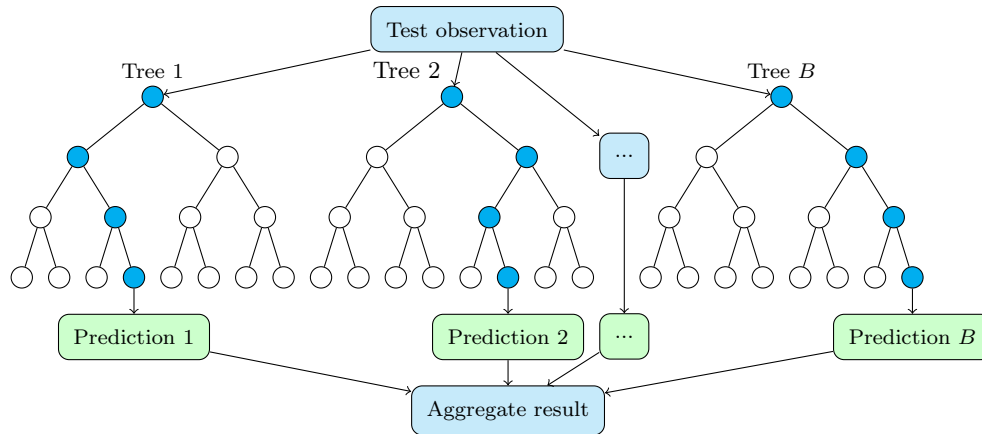 Test observation
Tree 1
Tree 2
Tree B
...
Prediction 1
Prediction 2
...
Prediction B
Aggregate result